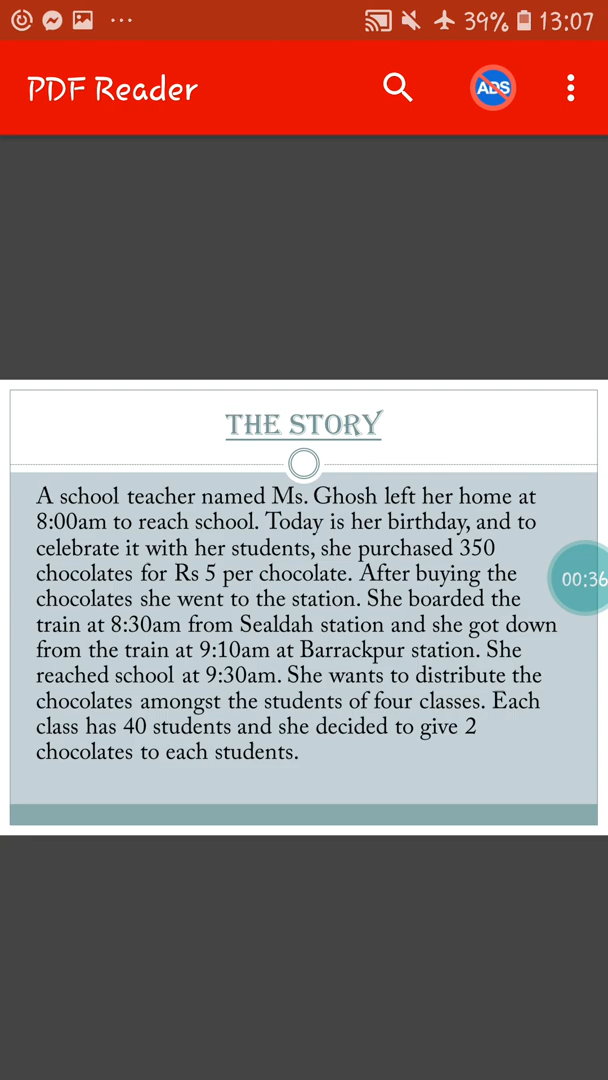 39% 13:07
PDF Reader
ADS
THE STORY
A school teacher named Ms. Ghosh left her home at
8:00am to reach school. Today is her birthday, and to
celebrate it with her students, she purchased 350
chocolates for Rs 5 per chocolate. After buying the
chocolates she went to the station. She boarded the
train at 8:30am from Sealdah station and she got down
from the train at 9:10am at Barrackpur station. She
reached school at 9:30am. She wants to distribute the
chocolates amongst the students of four classes. Each
class has 40 students and she decided to give 2
chocolates to each students.
00:36